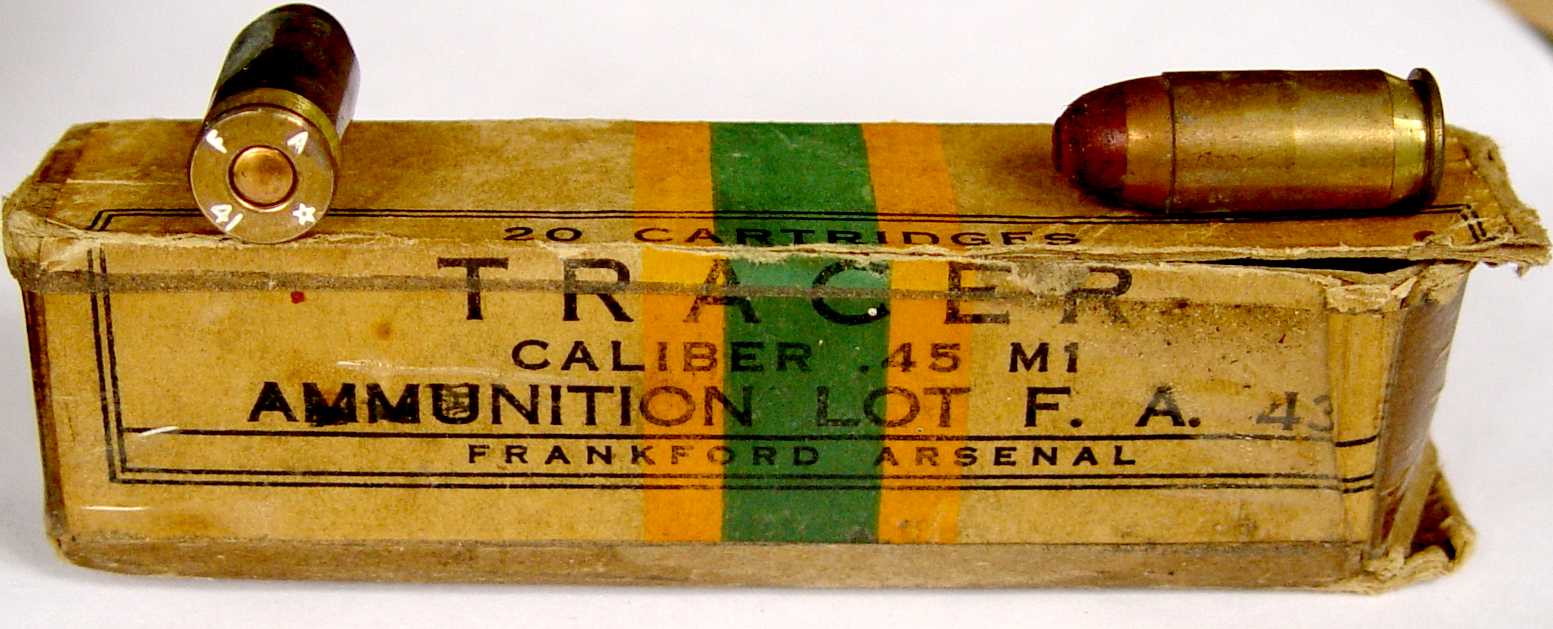 F A
41 ☆
20 CARTRIDGES
TRACER
CALIBER .45 M1
AMMUNITION LOT F. A. 43
FRANKFORD ARSENAL